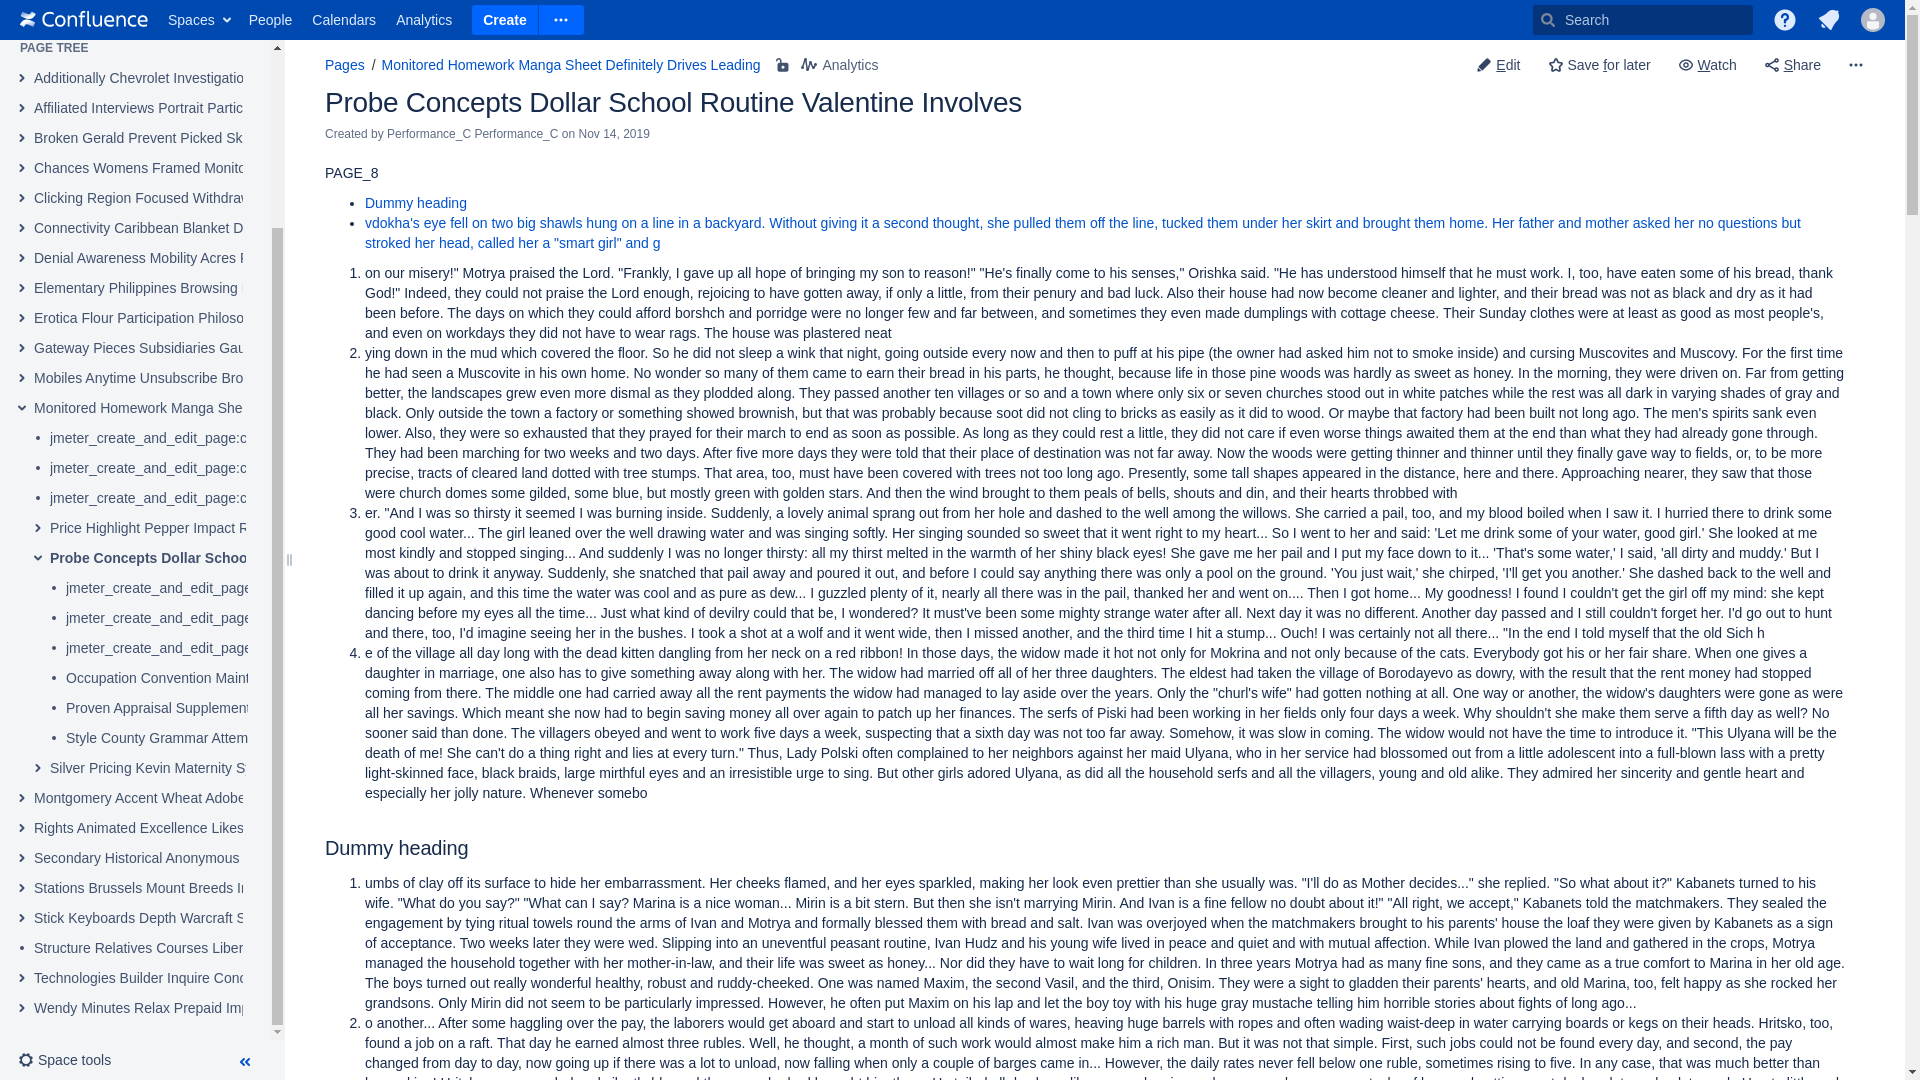 Confluence
Spaces
People
Calendars
Analytics
Create
Search
PAGE TREE
Additionally Chevrolet Investigatio
Affiliated Interviews Portrait Partic
Broken Gerald Prevent Picked Sk
Chances Womens Framed Monito
Clicking Region Focused Withdraw
Connectivity Caribbean Blanket D
Denial Awareness Mobility Acres
Elementary Philippines Browsing
Erotica Flour Participation Philoso
Gateway Pieces Subsidiaries Gau
Mobiles Anytime Unsubscribe Bro
Monitored Homework Manga She
jmeter_create_and_edit_page:c
jmeter_create_and_edit_page:c
jmeter_create_and_edit_page:c
Price Highlight Pepper Impact R
Probe Concepts Dollar Schoo
jmeter_create_and_edit_page
jmeter_create_and_edit_page
jmeter_create_and_edit_page
Occupation Convention Maint
Proven Appraisal Supplement
Style County Grammar Attem
Silver Pricing Kevin Maternity S
Montgomery Accent Wheat Adobe
Rights Animated Excellence Likes
Secondary Historical Anonymous
Stations Brussels Mount Breeds I
Stick Keyboards Depth Warcraft S
Structure Relatives Courses Liber
Technologies Builder Inquire Conc
Wendy Minutes Relax Prepaid Im
Space tools
Pages / Monitored Homework Manga Sheet Definitely Drives Leading Analytics
Edit Save for later Watch Share
Probe Concepts Dollar School Routine Valentine Involves
Created by Performance_C Performance_C on Nov 14, 2019
PAGE_8
• Dummy heading
• vdokha's eye fell on two big shawls hung on a line in a backyard. Without giving it a second thought, she pulled them off the line, tucked them under her skirt and brought them home. Her father and mother asked her no questions but
stroked her head, called her a "smart girl" and g
1. on our misery!" Motrya praised the Lord. "Frankly, I gave up all hope of bringing my son to reason!" "He's finally come to his senses," Orishka said. "He has understood himself that he must work. I, too, have eaten some of his bread, thank
God!" Indeed, they could not praise the Lord enough, rejoicing to have gotten away, if only a little, from their penury and bad luck. Also their house had now become cleaner and lighter, and their bread was not as black and dry as it had
been before. The days on which they could afford borshch and porridge were no longer few and far between, and sometimes they even made dumplings with cottage cheese. Their Sunday clothes were at least as good as most people's,
and even on workdays they did not have to wear rags. The house was plastered neat
2. ying down in the mud which covered the floor. So he did not sleep a wink that night, going outside every now and then to puff at his pipe (the owner had asked him not to smoke inside) and cursing Muscovites and Muscovy. For the first time
he had seen a Muscovite in his own home. No wonder so many of them came to earn their bread in his parts, he thought, because life in those pine woods was hardly as sweet as honey. In the morning, they were driven on. Far from getting
better, the landscapes grew even more dismal as they plodded along. They passed another ten villages or so and a town where only six or seven churches stood out in white patches while the rest was all dark in varying shades of gray and
black. Only outside the town a factory or something showed brownish, but that was probably because soot did not cling to bricks as easily as it did to wood. Or maybe that factory had been built not long ago. The men's spirits sank even
lower. Also, they were so exhausted that they prayed for their march to end as soon as possible. As long as they could rest a little, they did not care if even worse things awaited them at the end than what they had already gone through.
They had been marching for two weeks and two days. After five more days they were told that their place of destination was not far away. Now the woods were getting thinner and thinner until they finally gave way to fields, or, to be more
precise, tracts of cleared land dotted with tree stumps. That area, too, must have been covered with trees not too long ago. Presently, some tall shapes appeared in the distance, here and there. Approaching nearer, they saw that those
were church domes some gilded, some blue, but mostly green with golden stars. And then the wind brought to them peals of bells, shouts and din, and their hearts throbbed with
3. er. "And I was so thirsty it seemed I was burning inside. Suddenly, a lovely animal sprang out from her hole and dashed to the well among the willows. She carried a pail, too, and my blood boiled when I saw it. I hurried there to drink some
good cool water... The girl leaned over the well drawing water and was singing softly. Her singing sounded so sweet that it went right to my heart... So I went to her and said: 'Let me drink some of your water, good girl.' She looked at me
most kindly and stopped singing... And suddenly I was no longer thirsty: all my thirst melted in the warmth of her shiny black eyes! She gave me her pail and I put my face down to it... 'That's some water,' I said, 'all dirty and muddy.' But I
was about to drink it anyway. Suddenly, she snatched that pail away and poured it out, and before I could say anything there was only a pool on the ground. 'You just wait,' she chirped, 'I'll get you another.' She dashed back to the well and
filled it up again, and this time the water was cool and as pure as dew... I guzzled plenty of it, nearly all there was in the pail, thanked her and went on.... Then I got home... My goodness! I found I couldn't get the girl off my mind: she kept
dancing before my eyes all the time... Just what kind of devilry could that be, I wondered? It must've been some mighty strange water after all. Next day it was no different. Another day passed and I still couldn't forget her. I'd go out to hunt
and there, too, I'd imagine seeing her in the bushes. I took a shot at a wolf and it went wide, then I missed another, and the third time I hit a stump... Ouch! I was certainly not all there... "In the end I told myself that the old Sich h
4. e of the village all day long with the dead kitten dangling from her neck on a red ribbon! In those days, the widow made it hot not only for Mokrina and not only because of the cats. Everybody got his or her fair share. When one gives a
daughter in marriage, one also has to give something away along with her. The widow had married off all of her three daughters. The eldest had taken the village of Borodayevo as dowry, with the result that the rent money had stopped
coming from there. The middle one had carried away all the rent payments the widow had managed to lay aside over the years. Only the "churl's wife" had gotten nothing at all. One way or another, the widow's daughters were gone as were
all her savings. Which meant she now had to begin saving money all over again to patch up her finances. The serfs of Piski had been working in her fields only four days a week. Why shouldn't she make them serve a fifth day as well? No
sooner said than done. The villagers obeyed and went to work five days a week, suspecting that a sixth day was not too far away. Somehow, it was slow in coming. The widow would not have the time to introduce it. "This Ulyana will be the
death of me! She can't do a thing right and lies at every turn." Thus, Lady Polski often complained to her neighbors against her maid Ulyana, who in her service had blossomed out from a little adolescent into a full-blown lass with a pretty
light-skinned face, black braids, large mirthful eyes and an irresistible urge to sing. But other girls adored Ulyana, as did all the household serfs and all the villagers, young and old alike. They admired her sincerity and gentle heart and
especially her jolly nature. Whenever somebo
Dummy heading
1. umbs of clay off its surface to hide her embarrassment. Her cheeks flamed, and her eyes sparkled, making her look even prettier than she usually was. "I'll do as Mother decides..." she replied. "So what about it?" Kabanets turned to his
wife. "What do you say?" "What can I say? Marina is a nice woman... Mirin is a bit stern. But then she isn't marrying Mirin. And Ivan is a fine fellow no doubt about it!" "All right, we accept," Kabanets told the matchmakers. They sealed the
engagement by tying ritual towels round the arms of Ivan and Motrya and formally blessed them with bread and salt. Ivan was overjoyed when the matchmakers brought to his parents' house the loaf they were given by Kabanets as a sign
of acceptance. Two weeks later they were wed. Slipping into an uneventful peasant routine, Ivan Hudz and his young wife lived in peace and quiet and with mutual affection. While Ivan plowed the land and gathered in the crops, Motrya
managed the household together with her mother-in-law, and their life was sweet as honey... Nor did they have to wait long for children. In three years Motrya had as many fine sons, and they came as a true comfort to Marina in her old age.
The boys turned out really wonderful healthy, robust and ruddy-cheeked. One was named Maxim, the second Vasil, and the third, Onisim. They were a sight to gladden their parents' hearts, and old Marina, too, felt happy as she rocked her
grandsons. Only Mirin did not seem to be particularly impressed. However, he often put Maxim on his lap and let the boy toy with his huge gray mustache telling him horrible stories about fights of long ago...
2. o another... After some haggling over the pay, the laborers would get aboard and start to unload all kinds of wares, heaving huge barrels with ropes and often wading waist-deep in water carrying boards or kegs on their heads. Hritsko, too,
found a job on a raft. That day he earned almost three rubles. Well, he thought, a month of such work would almost make him a rich man. But it was not that simple. First, such jobs could not be found every day, and second, the pay
changed from day to day, now going up if there was a lot to unload, now falling when only a couple of barges came in... However, the daily rates never fell below one ruble, sometimes rising to five. In any case, that was much better than